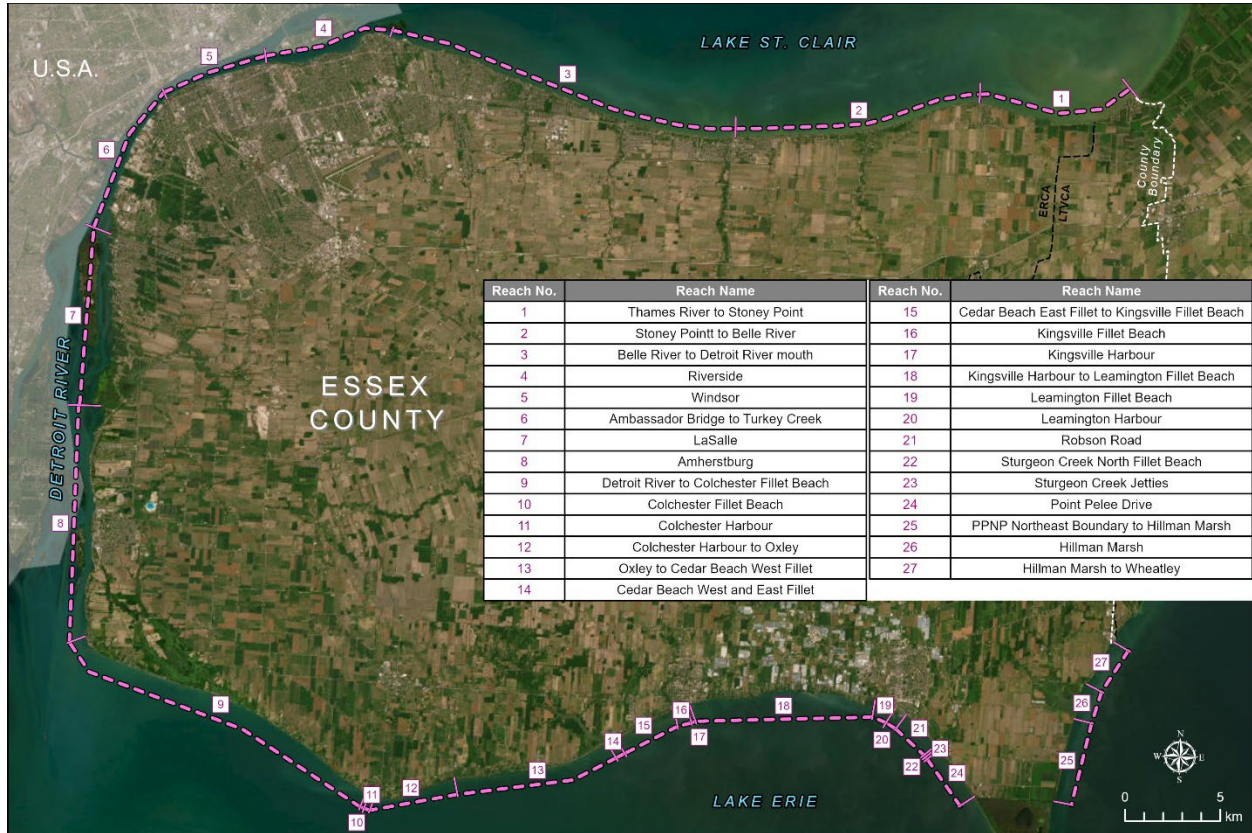 LAKE ST. CLAIR
U.S.A.
4
5
3
2
1
6
County
Boundary
ERCA
LTVCA
7
DETROIT RIVER
ESSEX
COUNTY
8
Reach No. Reach Name Reach No. Reach Name
1 Thames River to Stoney Point 15 Cedar Beach East Fillet to Kingsville Fillet Beach
2 Stoney Pointt to Belle River 16 Kingsville Fillet Beach
3 Belle River to Detroit River mouth 17 Kingsville Harbour
4 Riverside 18 Kingsville Harbour to Leamington Fillet Beach
5 Windsor 19 Leamington Fillet Beach
6 Ambassador Bridge to Turkey Creek 20 Leamington Harbour
7 LaSalle 21 Robson Road
8 Amherstburg 22 Sturgeon Creek North Fillet Beach
9 Detroit River to Colchester Fillet Beach 23 Sturgeon Creek Jetties
10 Colchester Fillet Beach 24 Point Pelee Drive
11 Colchester Harbour 25 PPNP Northeast Boundary to Hillman Marsh
12 Colchester Harbour to Oxley 26 Hillman Marsh
13 Oxley to Cedar Beach West Fillet 27 Hillman Marsh to Wheatley
14 Cedar Beach West and East Fillet
9
10
11
12
13
14
15
16
17
18
19
20
21
22
23
24
25
26
27
LAKE ERIE
N
W E
S
0 5
km